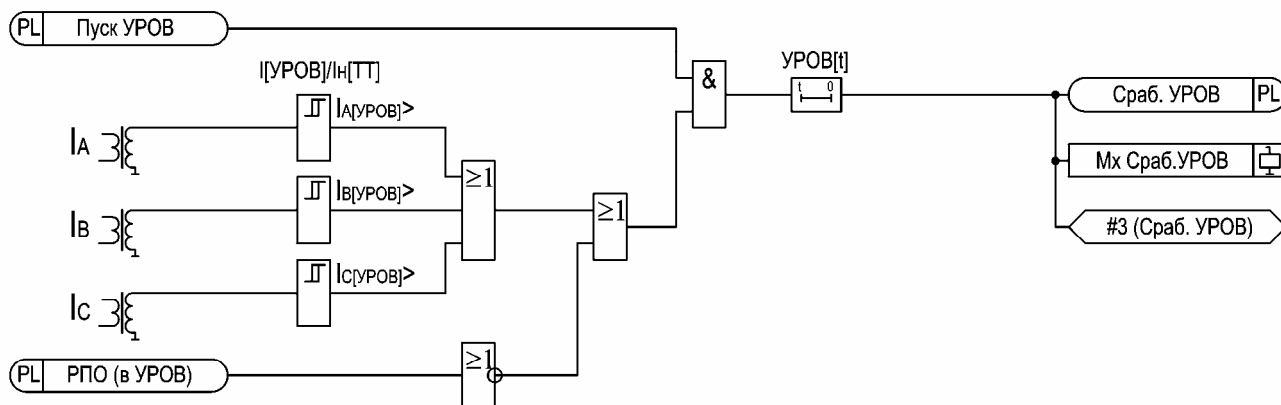 PL Пуск УРОВ
I[УРОВ]/Iн[ТТ]
УРОВ[t]
&
t 0
Сраб. УРОВ PL
IA
IA[УРОВ]>
Мх Сраб.УРОВ
≥1
IB
IB[УРОВ]>
≥1
#3 (Сраб. УРОВ)
IC
IC[УРОВ]>
PL РПО (в УРОВ)
≥1